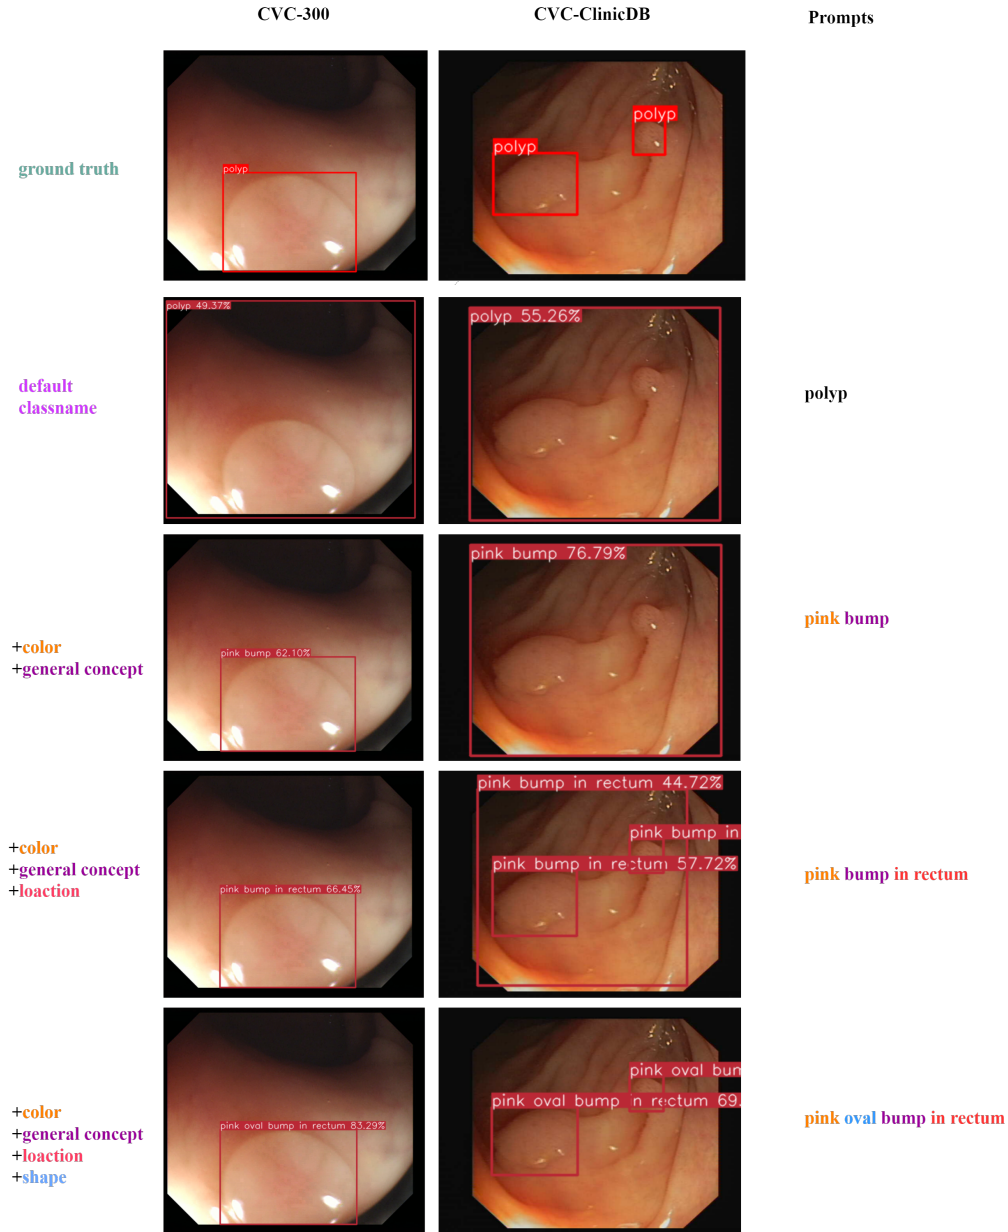 CVC-300 CVC-ClinicDB Prompts
ground truth
polyp
polyp
polyp
default
classname
polyp 49.37%
polyp 55.26%
polyp
+color
+general concept
pink bump 62.10%
pink bump 76.79%
pink bump
+color
+general concept
+loaction
pink bump in rectum 66.45%
pink bump in rectum 44.72%
pink bump in
pink bump in rectum 57.72%
pink bump in rectum
+color
+general concept
+loaction
+shape
pink oval bump in rectum 83.29%
pink oval bum
pink oval bump in rectum 69.
pink oval bump in rectum